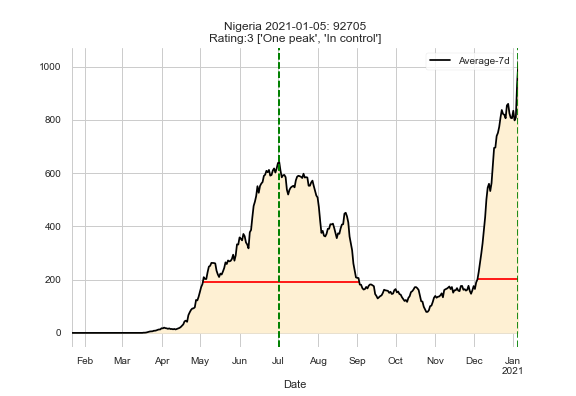 Nigeria 2021-01-05: 92705
Rating:3 ['One peak', 'In control']
Average-7d
1000
800
600
400
200
0
Feb Mar Apr May Jun Jul Aug Sep Oct Nov Dec Jan
2021
Date